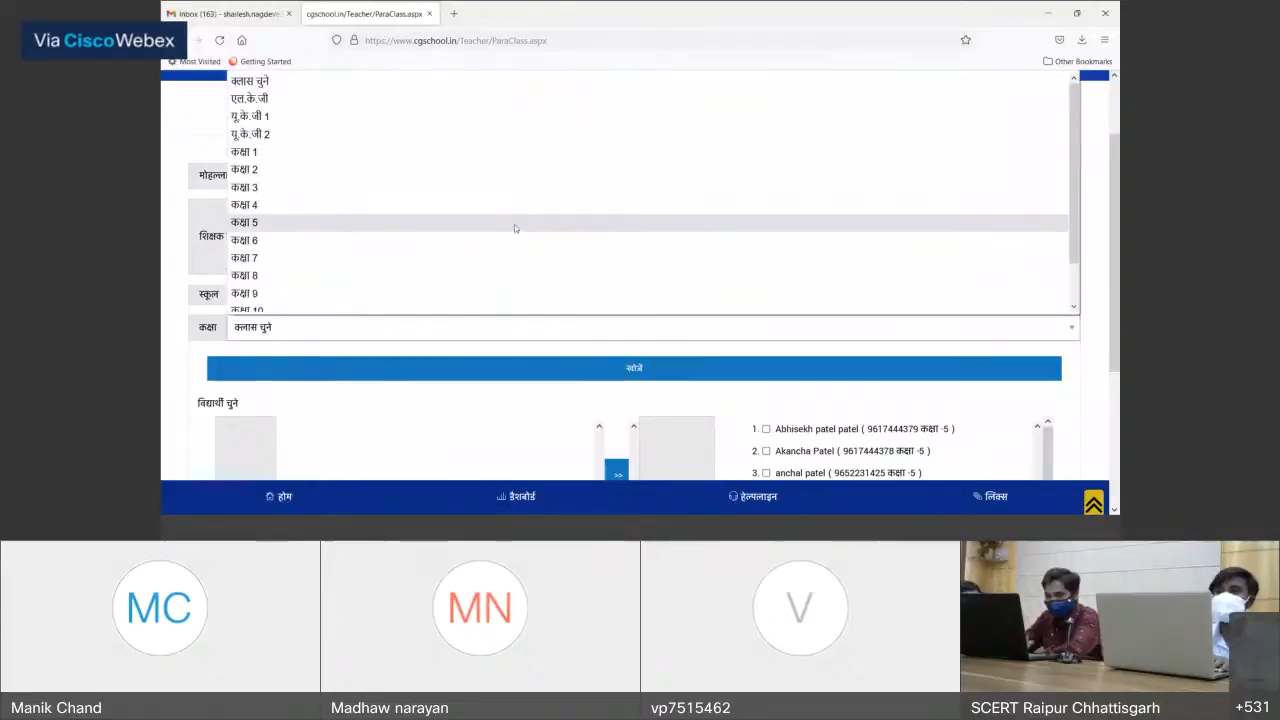 Inbox (163) - shailesh.nagdeve
cgschool.in/Teacher/ParaClass.aspx
Via Cisco Webex
https://www.cgschool.in/Teacher/ParaClass.aspx
Most Visited
Getting Started
Other Bookmarks
क्लास चुने
एल.के.जी
यू.के.जी 1
यू.के.जी 2
कक्षा 1
कक्षा 2
मोहल्ला
कक्षा 3
कक्षा 4
कक्षा 5
शिक्षक
कक्षा 6
कक्षा 7
कक्षा 8
स्कूल
कक्षा 9
कक्षा 10
कक्षा
क्लास चुने
खोजें
विद्यार्थी चुने
1. Abhisekh patel patel ( 9617444379 कक्षा -5 )
2. Akancha Patel ( 9617444378 कक्षा -5 )
3. anchal patel ( 9652231425 कक्षा -5 )
>>
होम
डैशबोर्ड
हेल्पलाइन
लिंक्स
MC
MN
V
Manik Chand
Madhaw narayan
vp7515462
SCERT Raipur Chhattisgarh
+531